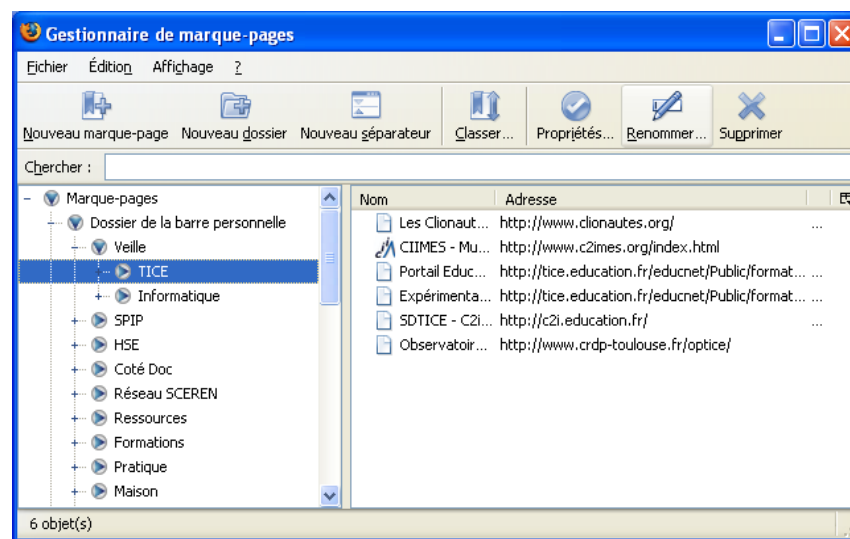 Gestionnaire de marque-pages
Fichier Édition Affichage ?
Nouveau marque-page Nouveau dossier Nouveau séparateur Classer... Propriétés... Renommer... Supprimer
Chercher :
Marque-pages
Dossier de la barre personnelle
Veille
TICE
Informatique
SPIP
HSE
Coté Doc
Réseau SCEREN
Ressources
Formations
Pratique
Maison
Nom Adresse
Les Clionaut... http://www.clionautes.org/ ...
CIIMES - Mu... http://www.c2imes.org/index.html
Portail Educ... http://tice.education.fr/educnet/Public/format... ...
Expérimenta... http://tice.education.fr/educnet/Public/format... ...
SDTICE - C2i... http://c2i.education.fr/ ...
Observatoir... http://www.crdp-toulouse.fr/optice/
6 objet(s)